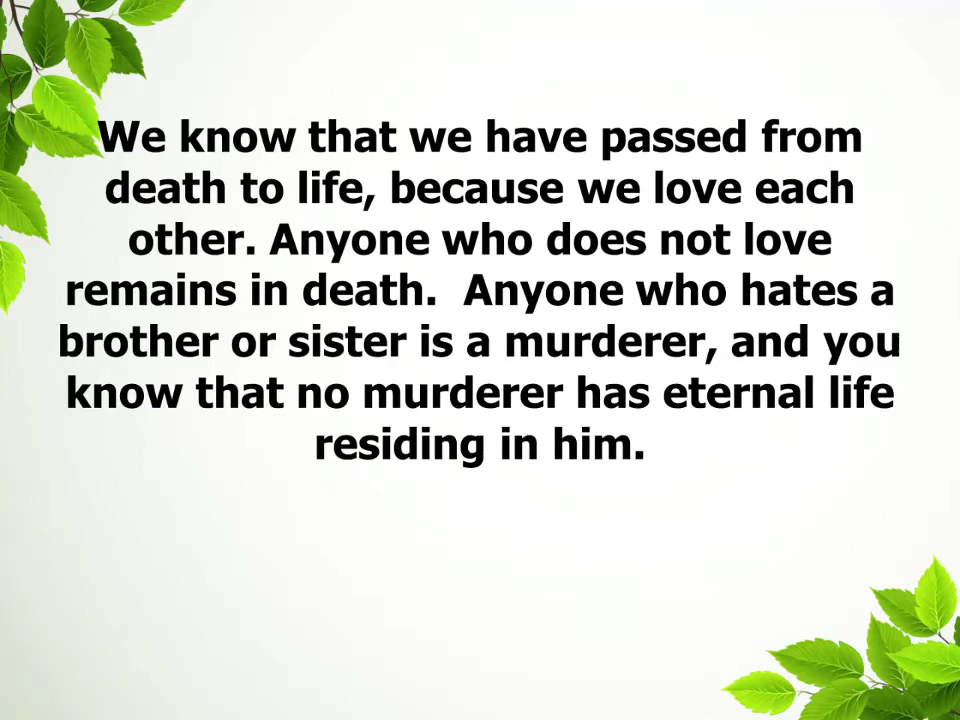 We know that we have passed from
death to life, because we love each
other. Anyone who does not love
remains in death.  Anyone who hates a
brother or sister is a murderer, and you
know that no murderer has eternal life
residing in him.